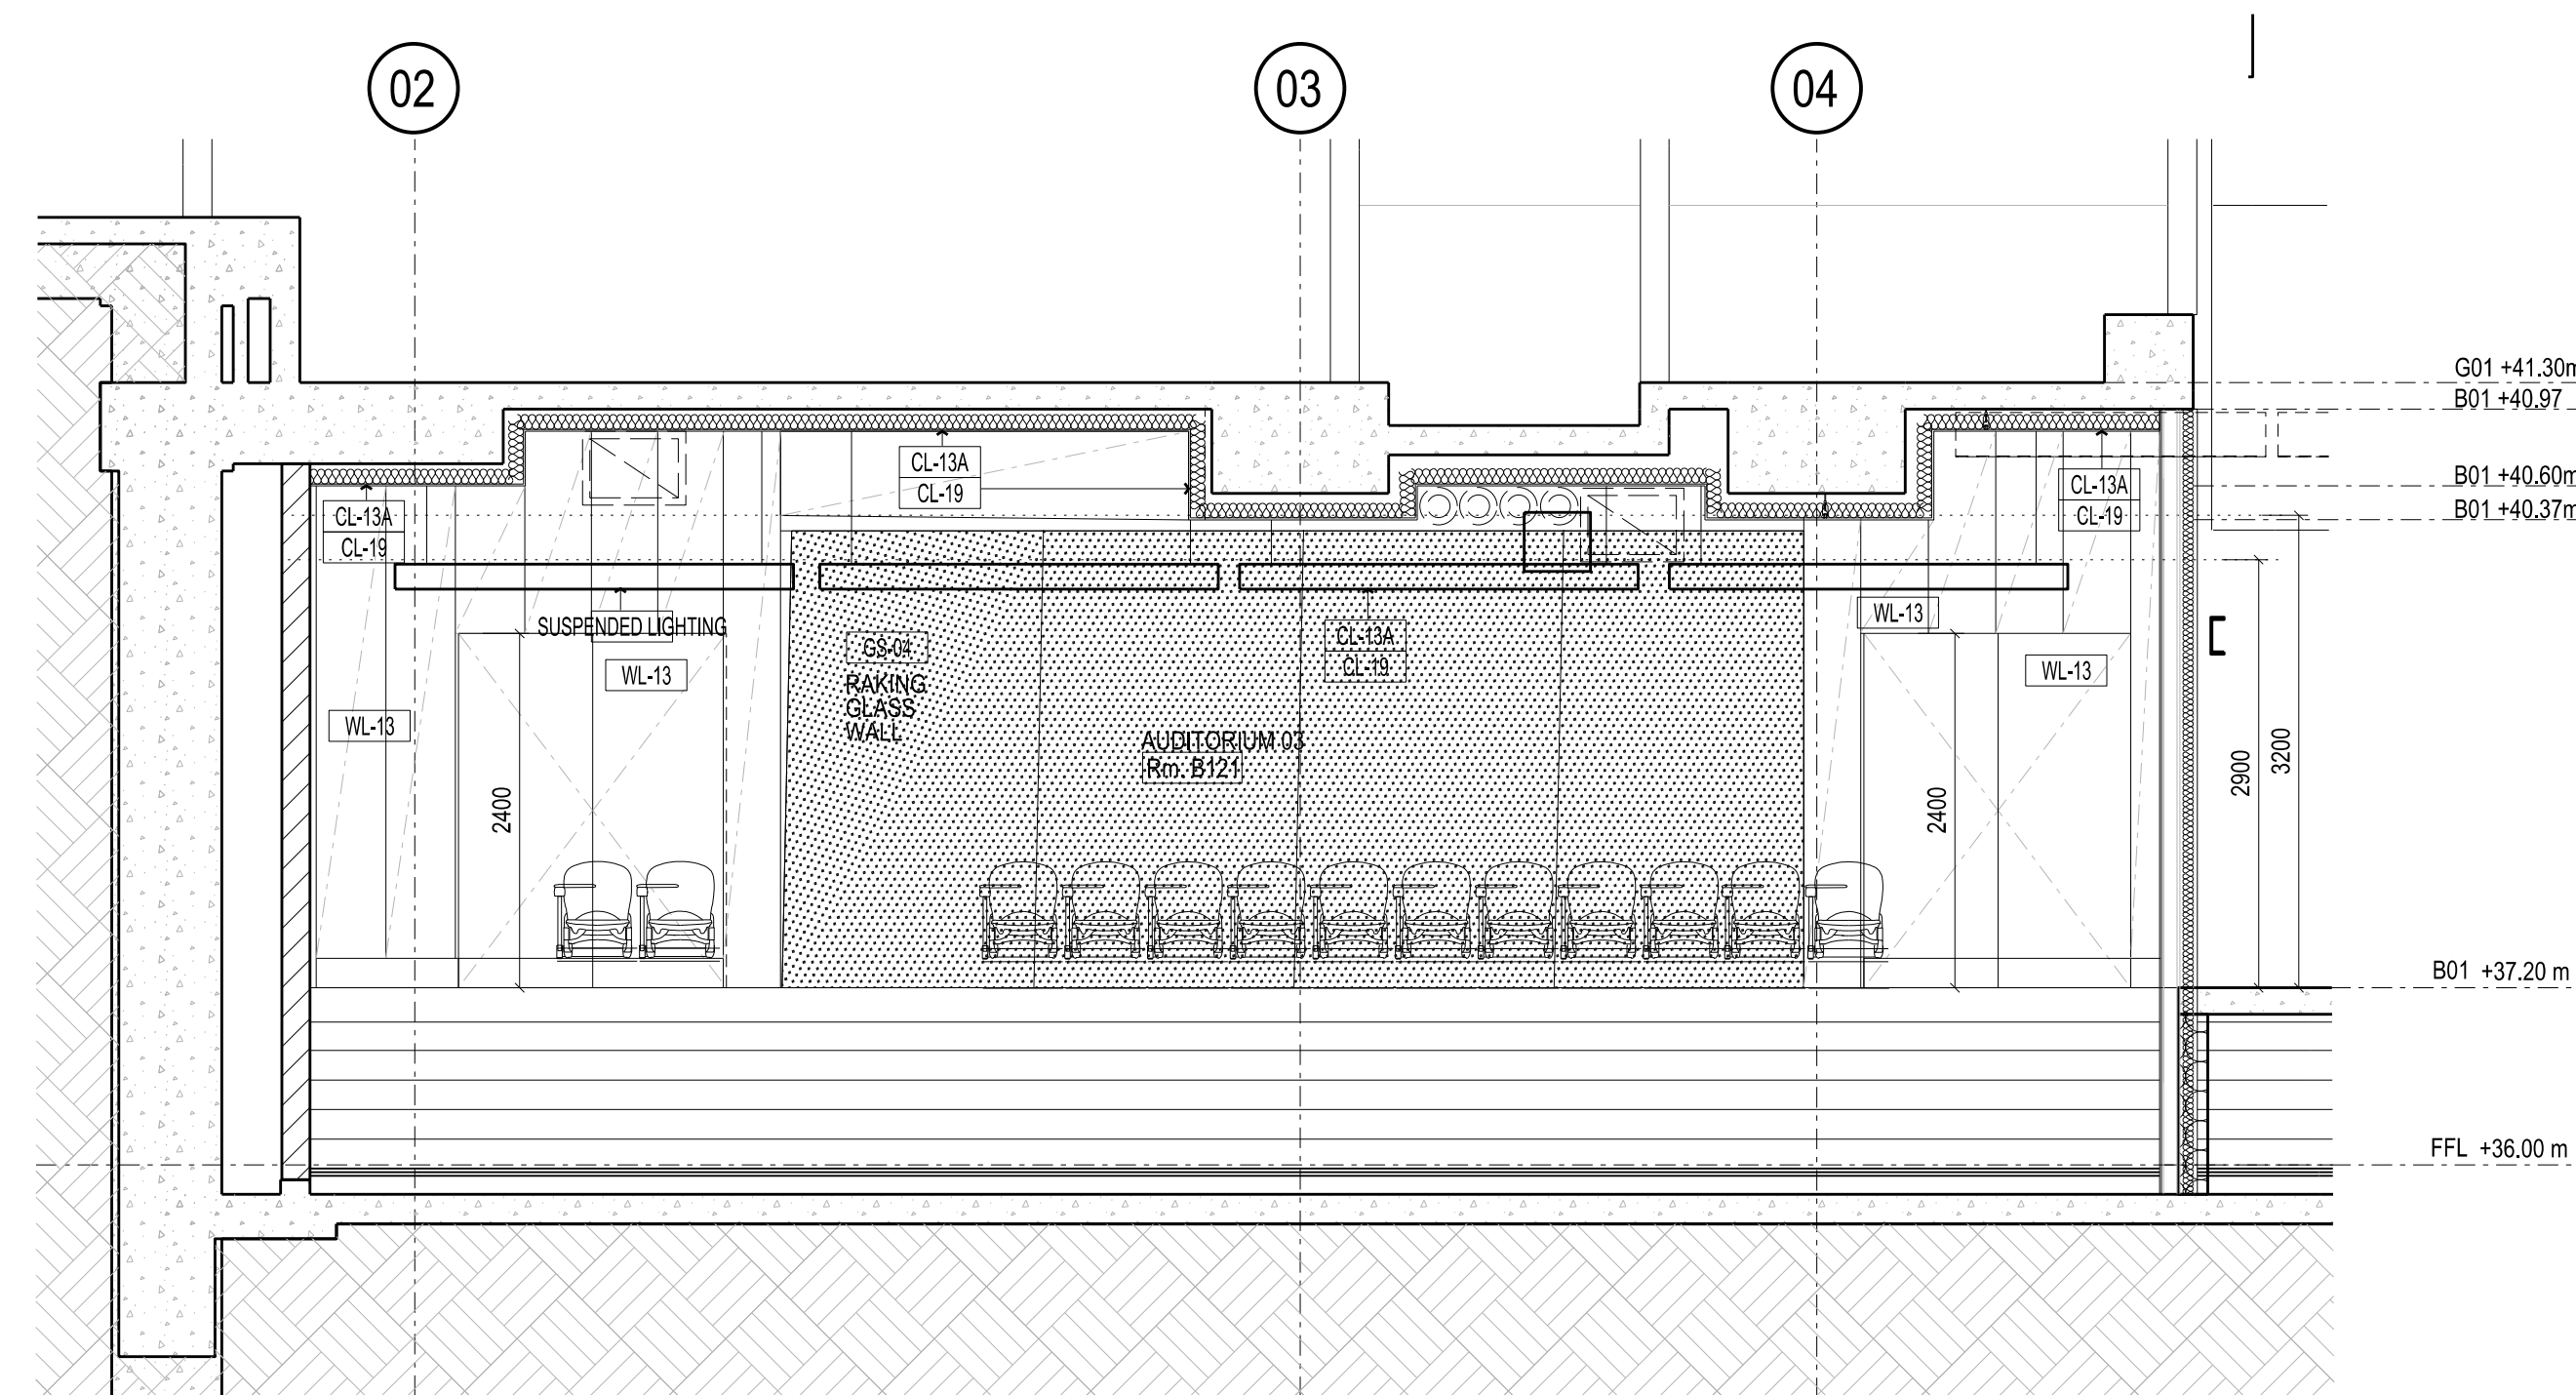 02
03
04
G01 +41.30m
B01 +40.97
B01 +40.60m
B01 +40.37m
CL-13A
CL-19
CL-13A
CL-19
CL-13A
CL-19
SUSPENDED LIGHTING
WL-13
WL-13
GS-04
RAKING
GLASS
WALL
CL-13A
CL-19
AUDITORIUM 03
Rm. B121
WL-13
WL-13
2400
2400
2900
3200
B01 +37.20 m
FFL +36.00 m